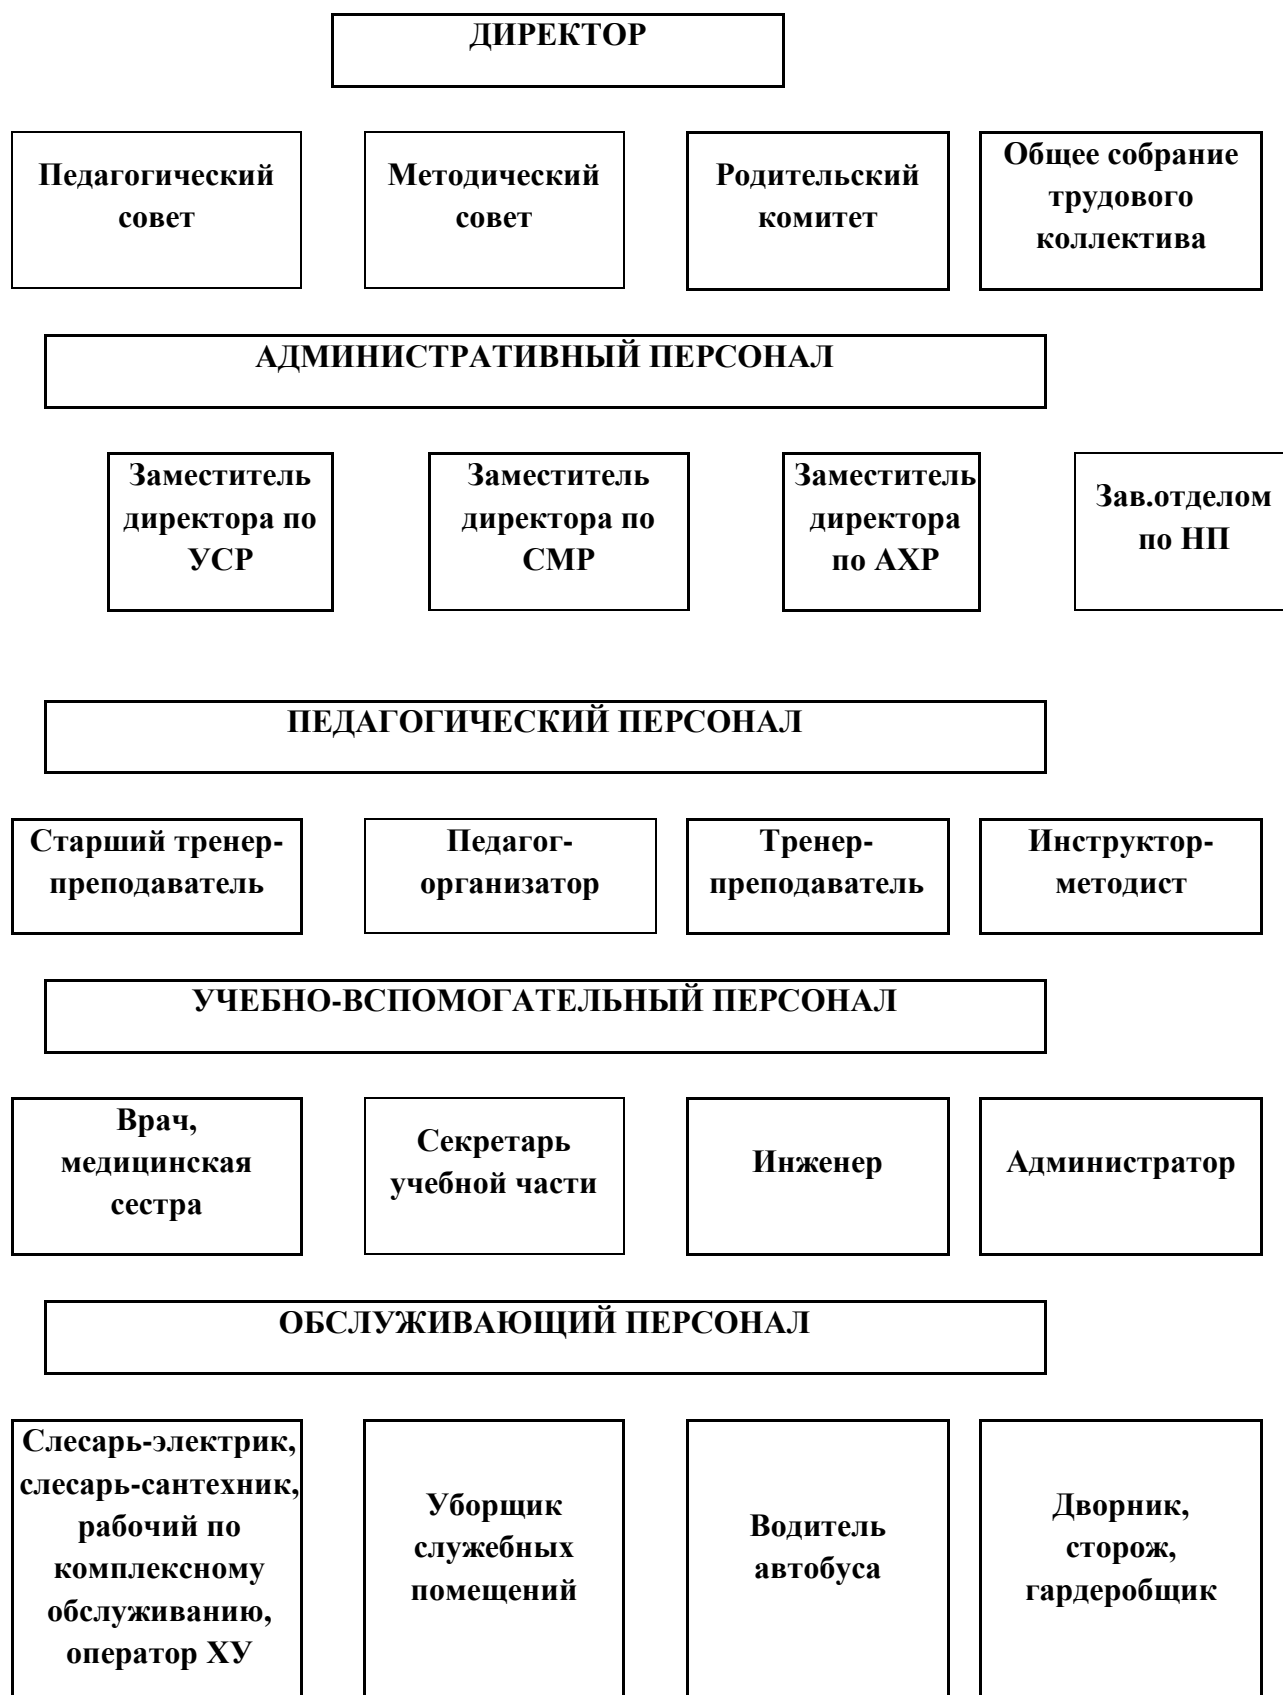 ДИРЕКТОР
Педагогический
совет
Методический
совет
Родительский
комитет
Общее собрание
трудового
коллектива
АДМИНИСТРАТИВНЫЙ ПЕРСОНАЛ
Заместитель
директора по
УСР
Заместитель
директора по
СМР
Заместитель
директора
по АХР
Зав.отделом
по НП
ПЕДАГОГИЧЕСКИЙ ПЕРСОНАЛ
Старший тренер-
преподаватель
Педагог-
организатор
Тренер-
преподаватель
Инструктор-
методист
УЧЕБНО-ВСПОМОГАТЕЛЬНЫЙ ПЕРСОНАЛ
Врач,
медицинская
сестра
Секретарь
учебной части
Инженер
Администратор
ОБСЛУЖИВАЮЩИЙ ПЕРСОНАЛ
Слесарь-электрик,
слесарь-сантехник,
рабочий по
комплексному
обслуживанию,
оператор ХУ
Уборщик
служебных
помещений
Водитель
автобуса
Дворник,
сторож,
гардеробщик